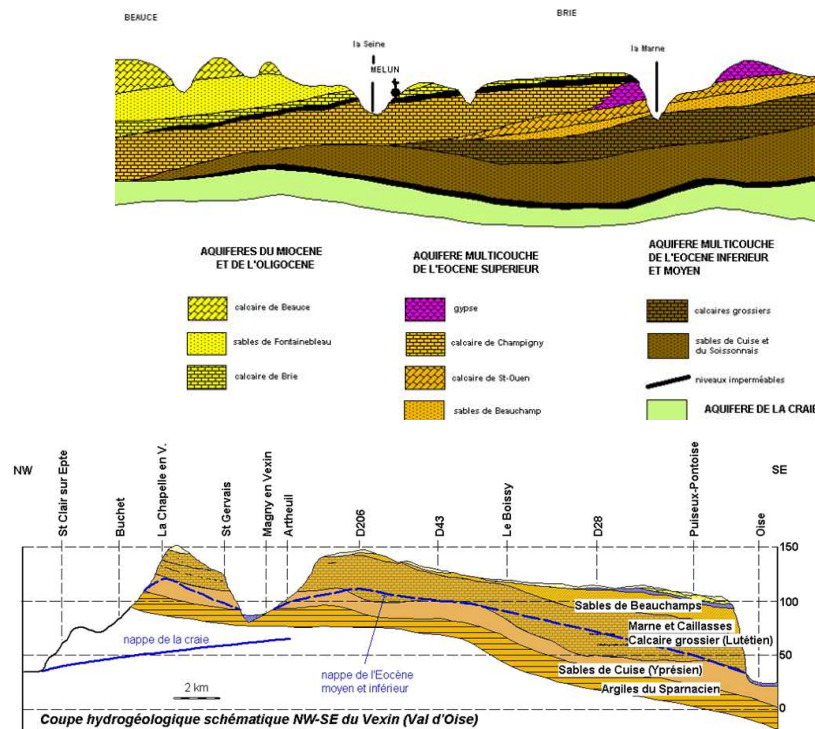 BEAUCE
BRIE
la Seine
MELUN
la Marne
AQUIFERES DU MIOCENE
ET DE L'OLIGOCENE
calcaire de Beauce
sables de Fontainebleau
calcaire de Brie
AQUIFERE MULTICOUCHE
DE L'EOCENE SUPERIEUR
gypse
calcaire de Champigny
calcaire de St-Ouen
sables de Beauchamp
AQUIFERE MULTICOUCHE
DE L'EOCENE INFERIEUR
ET MOYEN
calcaires grossiers
sables de Cuise et
du Soissonnais
niveaux imperméables
AQUIFERE DE LA CRAIE
NW
St Clair sur Epte
Buchet
La Chapelle en V.
St Gervais
Magny en Vexin
Artheuil
D206
D43
Le Boissy
D28
Puiseux-Pontoise
Oise
SE
150
100
50
0
Sables de Beauchamps
Marne et Caillasses
Calcaire grossier (Lutétien)
Sables de Cuise (Yprésien)
Argiles du Sparnacien
nappe de la craie
nappe de l'Eocène
moyen et inférieur
2 km
Coupe hydrogéologique schématique NW-SE du Vexin (Val d'Oise)